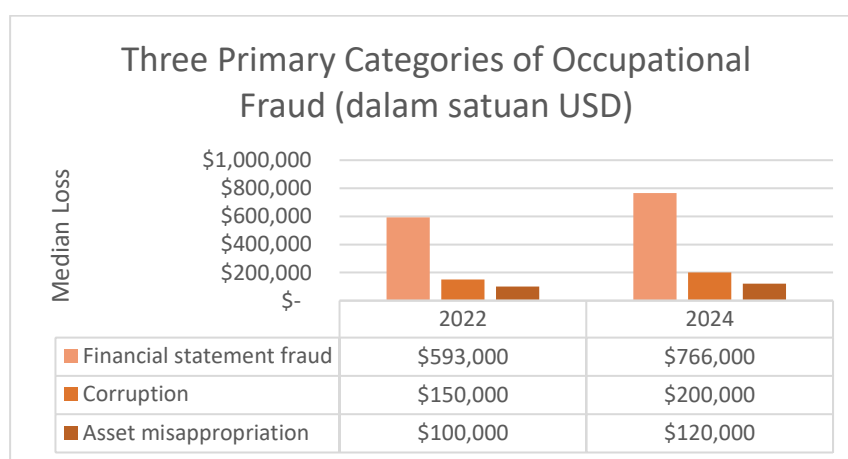 Three Primary Categories of Occupational
Fraud (dalam satuan USD)
Median Loss
$1,000,000
$800,000
$600,000
$400,000
$200,000
$-
2022 2024
Financial statement fraud $593,000 $766,000
Corruption $150,000 $200,000
Asset misappropriation $100,000 $120,000